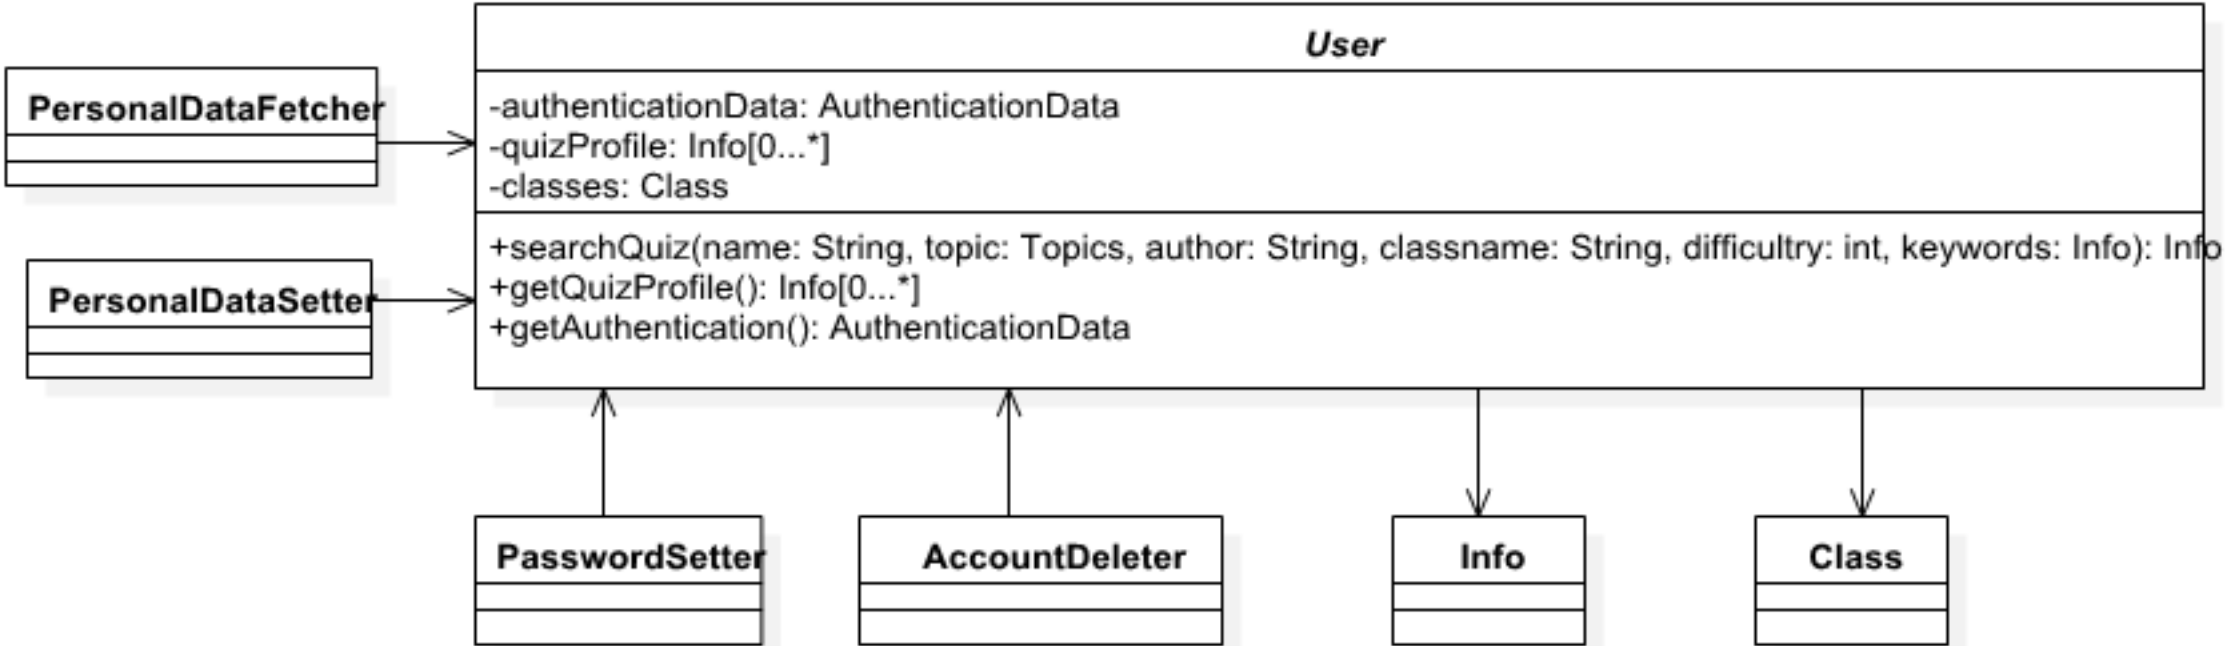 User
PersonalDataFetcher
-authenticationData: AuthenticationData
-quizProfile: Info[0...*]
-classes: Class
+searchQuiz(name: String, topic: Topics, author: String, classname: String, difficultry: int, keywords: Info): Info
+getQuizProfile(): Info[0...*]
+getAuthentication(): AuthenticationData
PersonalDataSetter
PasswordSetter
AccountDeleter
Info
Class